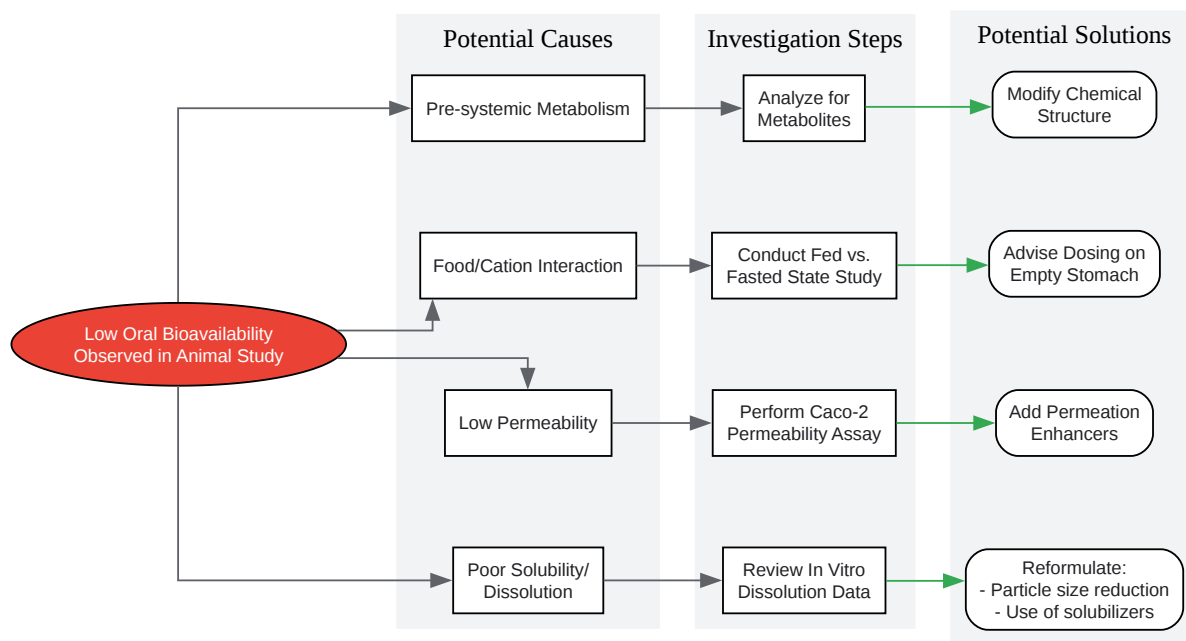 Potential Causes
Investigation Steps
Potential Solutions
Pre-systemic Metabolism
Analyze for
Metabolites
Modify Chemical
Structure
Food/Cation Interaction
Conduct Fed vs.
Fasted State Study
Advise Dosing on
Empty Stomach
Low Oral Bioavailability
Observed in Animal Study
Low Permeability
Perform Caco-2
Permeability Assay
Add Permeation
Enhancers
Poor Solubility/
Dissolution
Review In Vitro
Dissolution Data
Reformulate:
- Particle size reduction
- Use of solubilizers